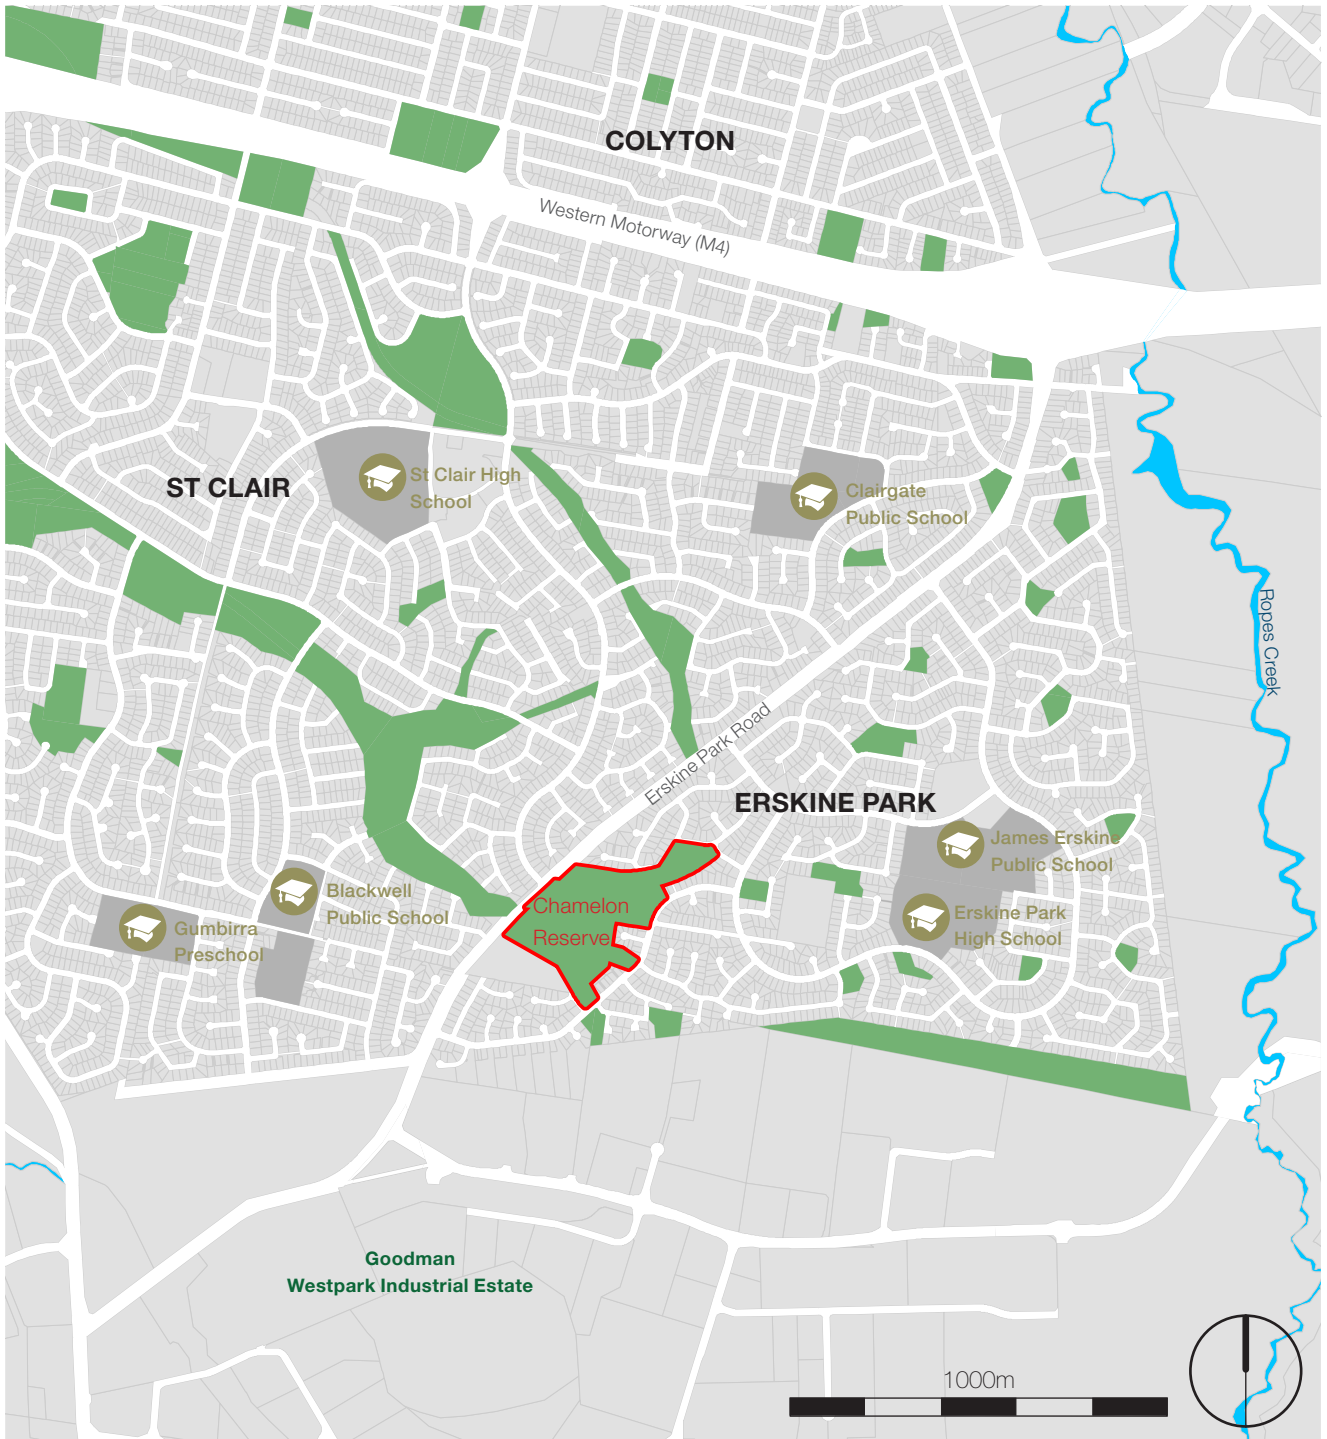 COLYTON
Western Motorway (M4)
ST CLAIR
St Clair High
School
Clairgate
Public School
Ropes Creek
Erskine Park Road
ERSKINE PARK
James Erskine
Public School
Blackwell
Public School
Chamelon
Reserve
Erskine Park
High School
Gumbirra
Preschool
Goodman
Westpark Industrial Estate
1000m